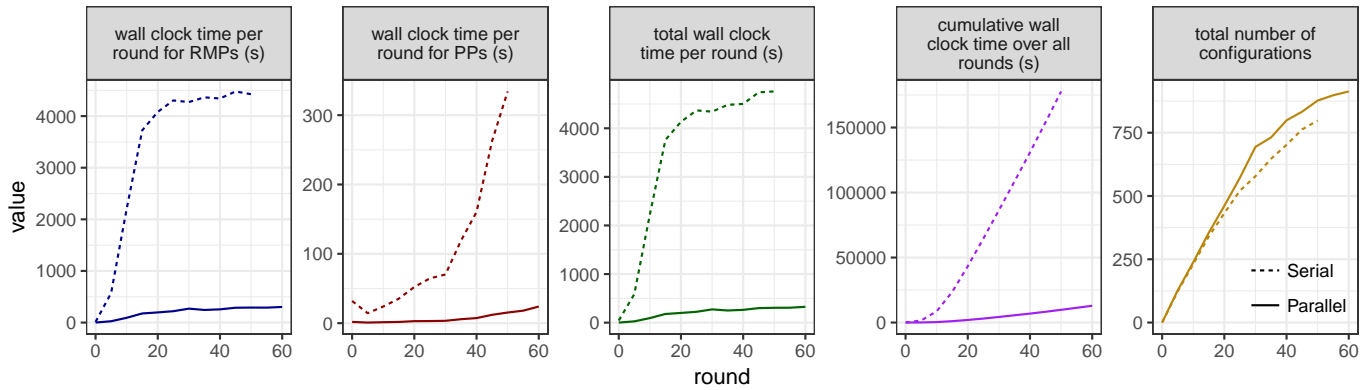 wall clock time per
round for RMPs (s)
wall clock time per
round for PPs (s)
total wall clock
time per round (s)
cumulative wall
clock time over all
rounds (s)
total number of
configurations
value
4000
3000
2000
1000
0
0 20 40 60
300
200
100
0
0 20 40 60
4000
3000
2000
1000
0
0 20 40 60
150000
100000
50000
0
0 20 40 60
750
500
250
0
0 20 40 60
Serial
Parallel
round